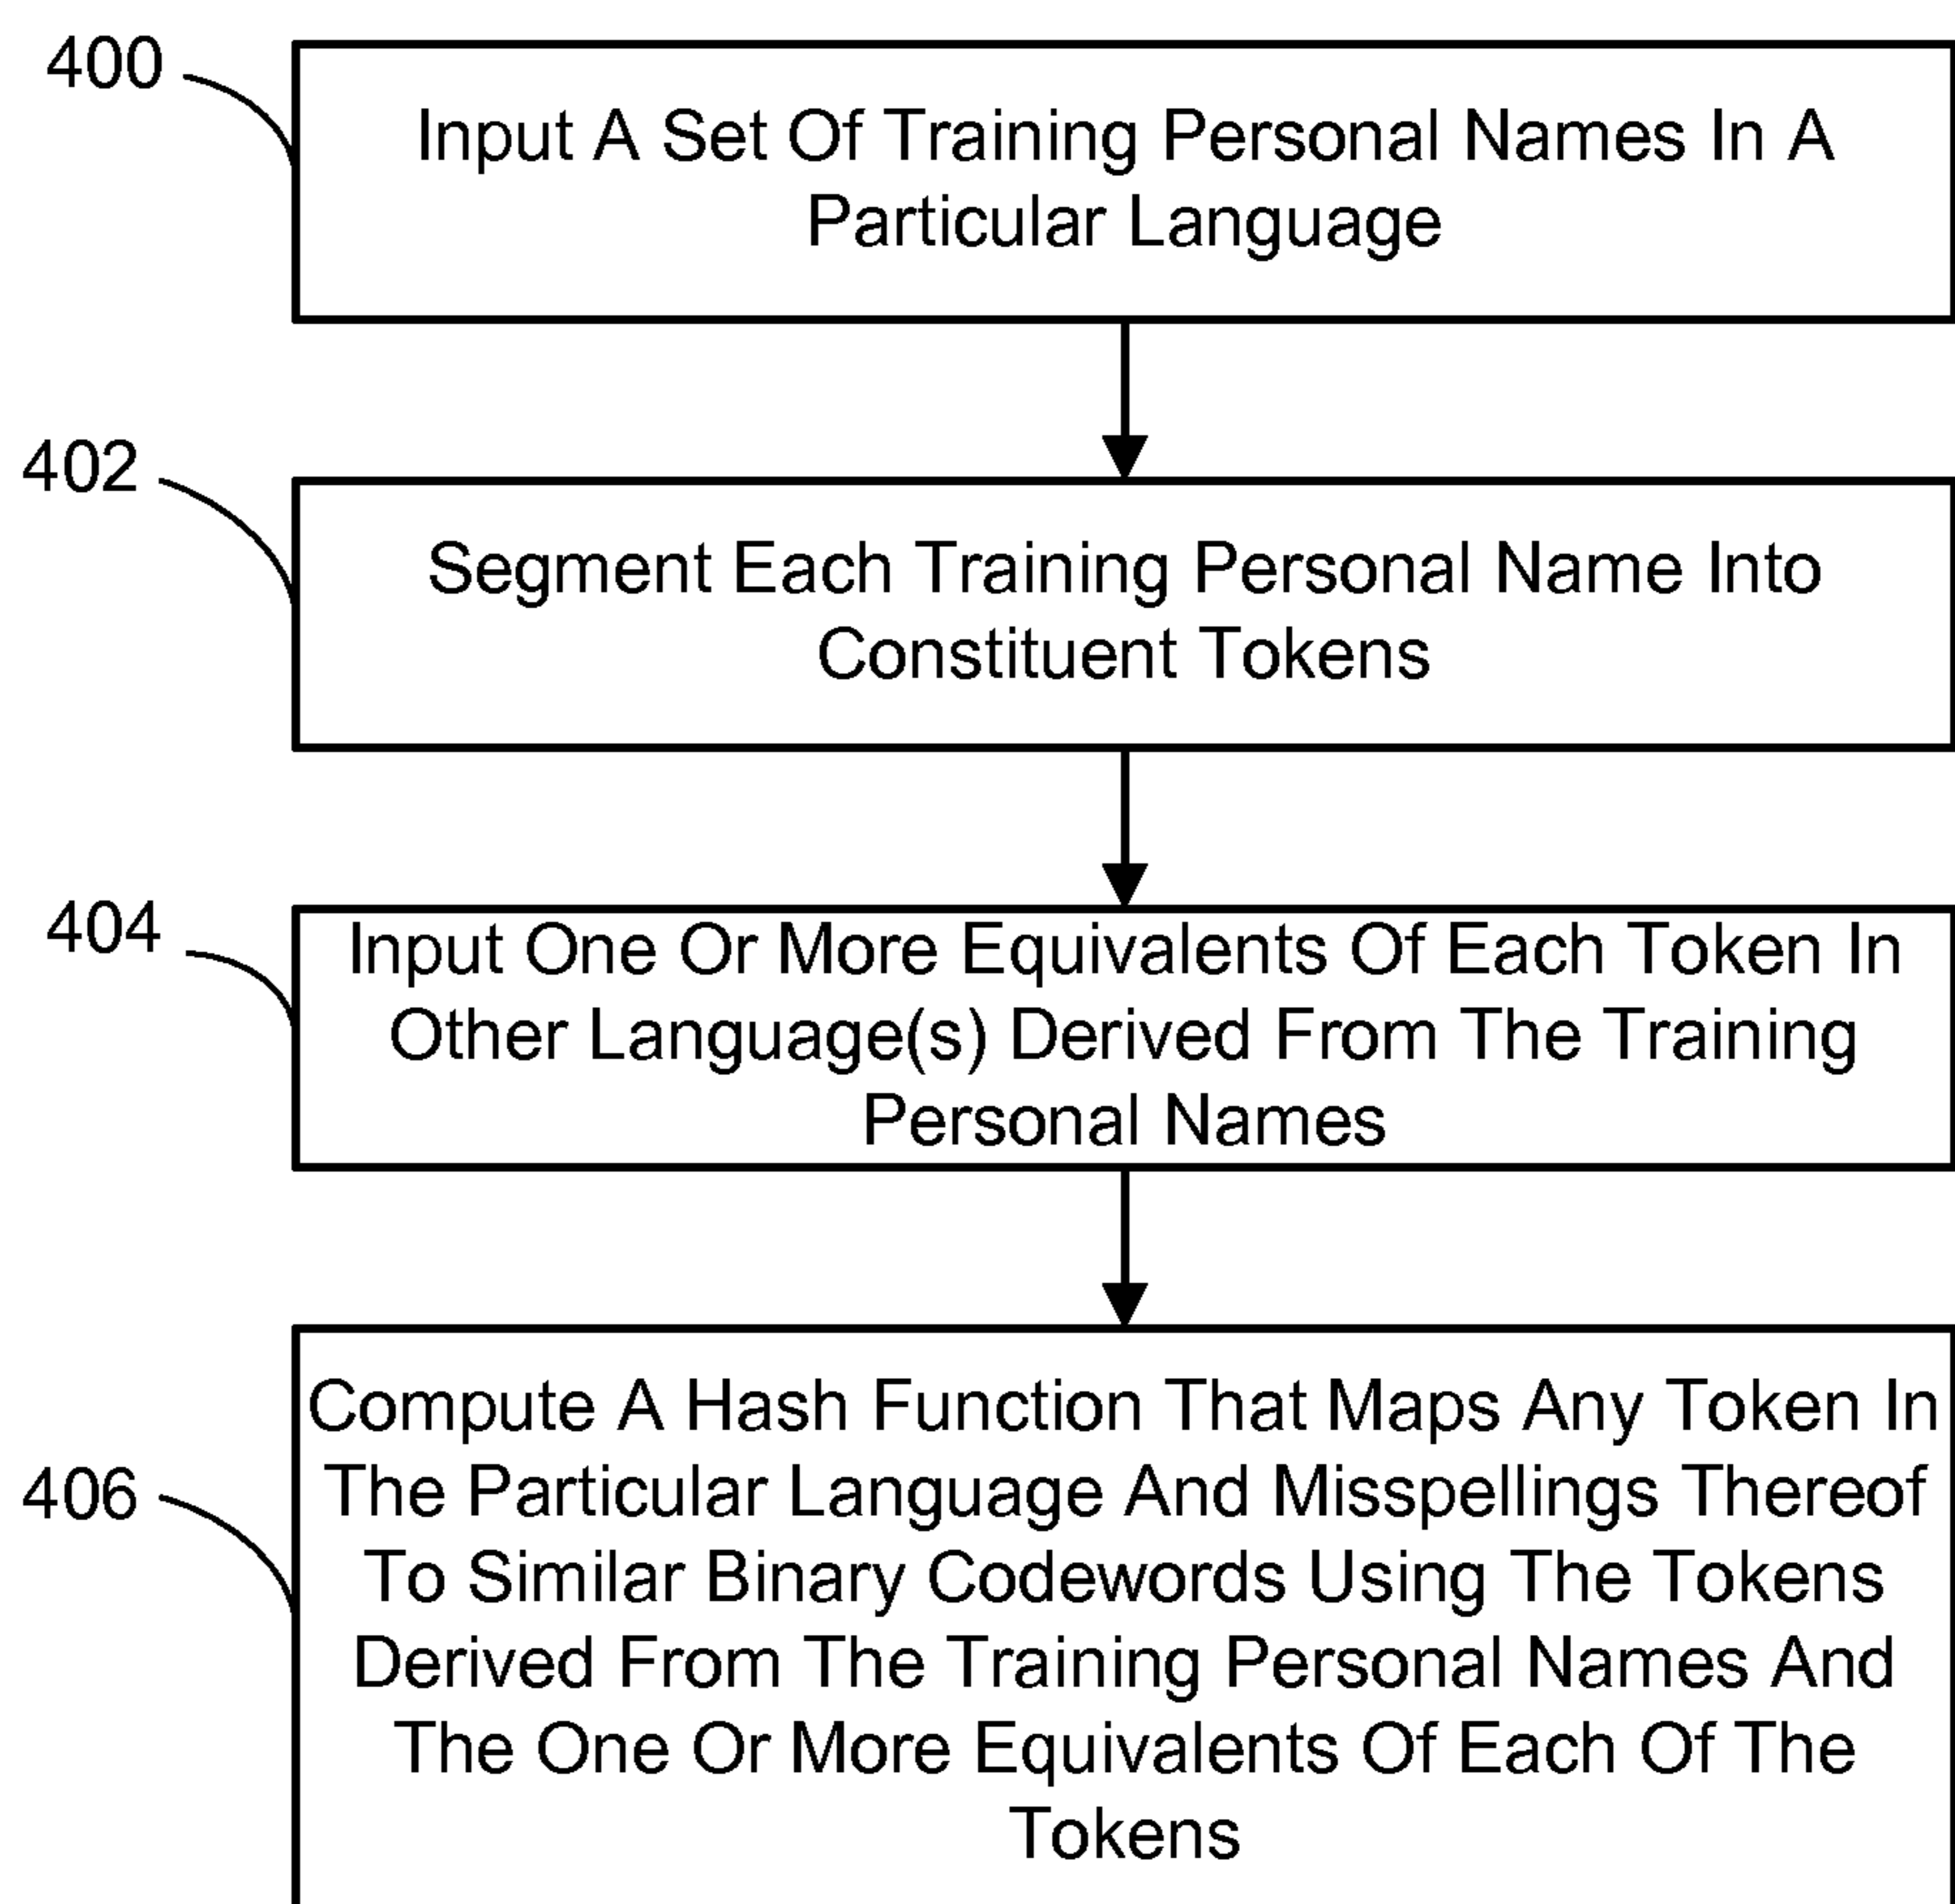 400
Input A Set Of Training Personal Names In A
Particular Language
402
Segment Each Training Personal Name Into
Constituent Tokens
404
Input One Or More Equivalents Of Each Token In
Other Language(s) Derived From The Training
Personal Names
406
Compute A Hash Function That Maps Any Token In
The Particular Language And Misspellings Thereof
To Similar Binary Codewords Using The Tokens
Derived From The Training Personal Names And
The One Or More Equivalents Of Each Of The
Tokens